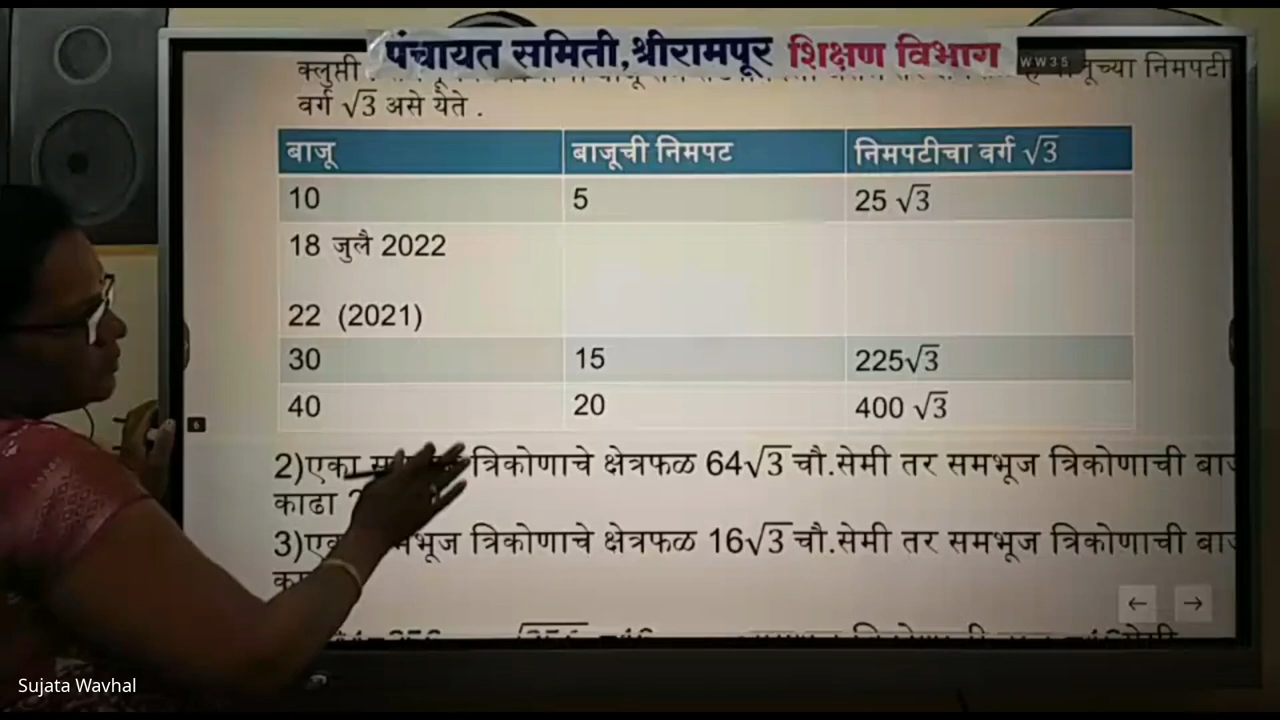 पंचायत समिती,श्रीरामपूर शिक्षण विभाग
WW35
क्लुप्ती निमपटी
वर्ग √3 असे येते .
बाजू बाजूची निमपट निमपटीचा वर्ग √3
10 5 25 √3
18 जुलै 2022
22 (2021)
30 15 225√3
40 20 400 √3
2)एका त्रिकोणाचे क्षेत्रफळ 64√3 चौ.सेमी तर समभूज त्रिकोणाची
काढा
3) त्रिकोणाचे क्षेत्रफळ 16√3 चौ.सेमी तर समभूज त्रिकोणाची
Sujata Wavhal